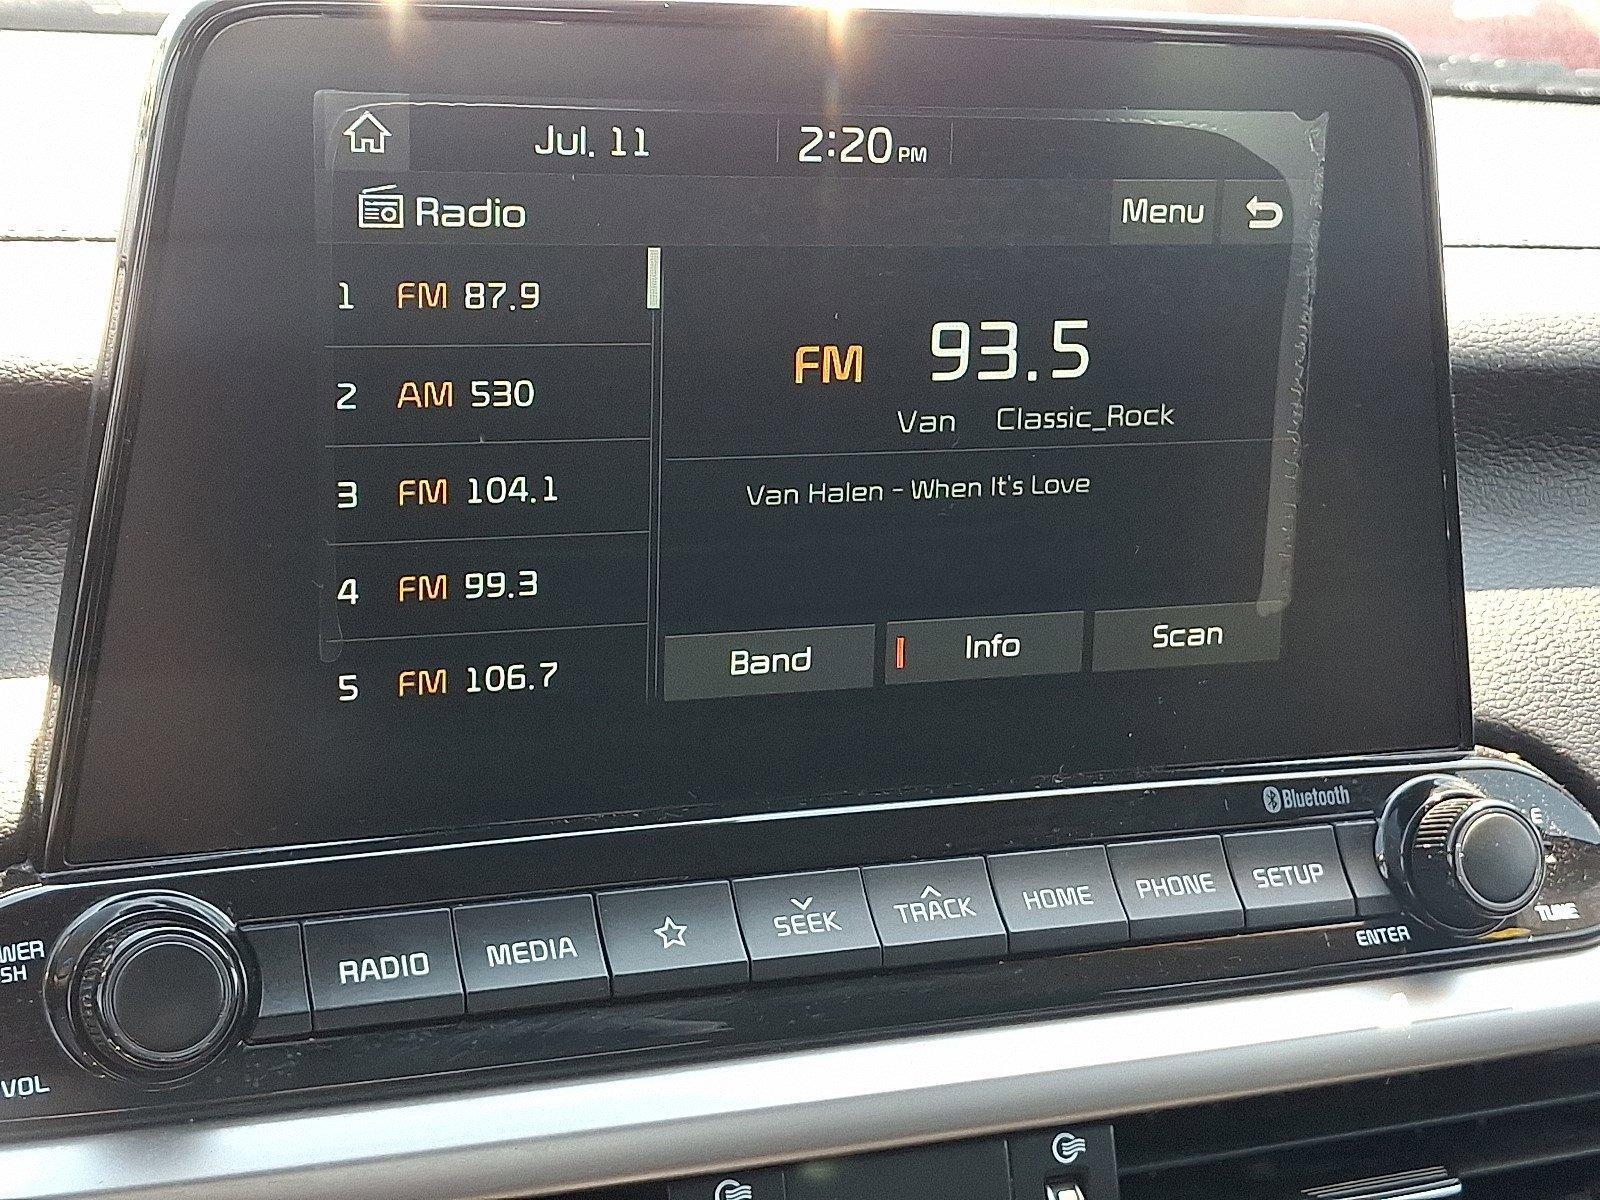 Jul. 11 2:20 PM
Radio Menu
1 FM 87.9
2 AM 530
3 FM 104.1
4 FM 99.3
5 FM 106.7
FM 93.5
Van Classic_Rock
Van Halen - When It's Love
Band Info Scan
Bluetooth
RADIO MEDIA SEEK TRACK HOME PHONE SETUP
VOL
ENTER
TUNE